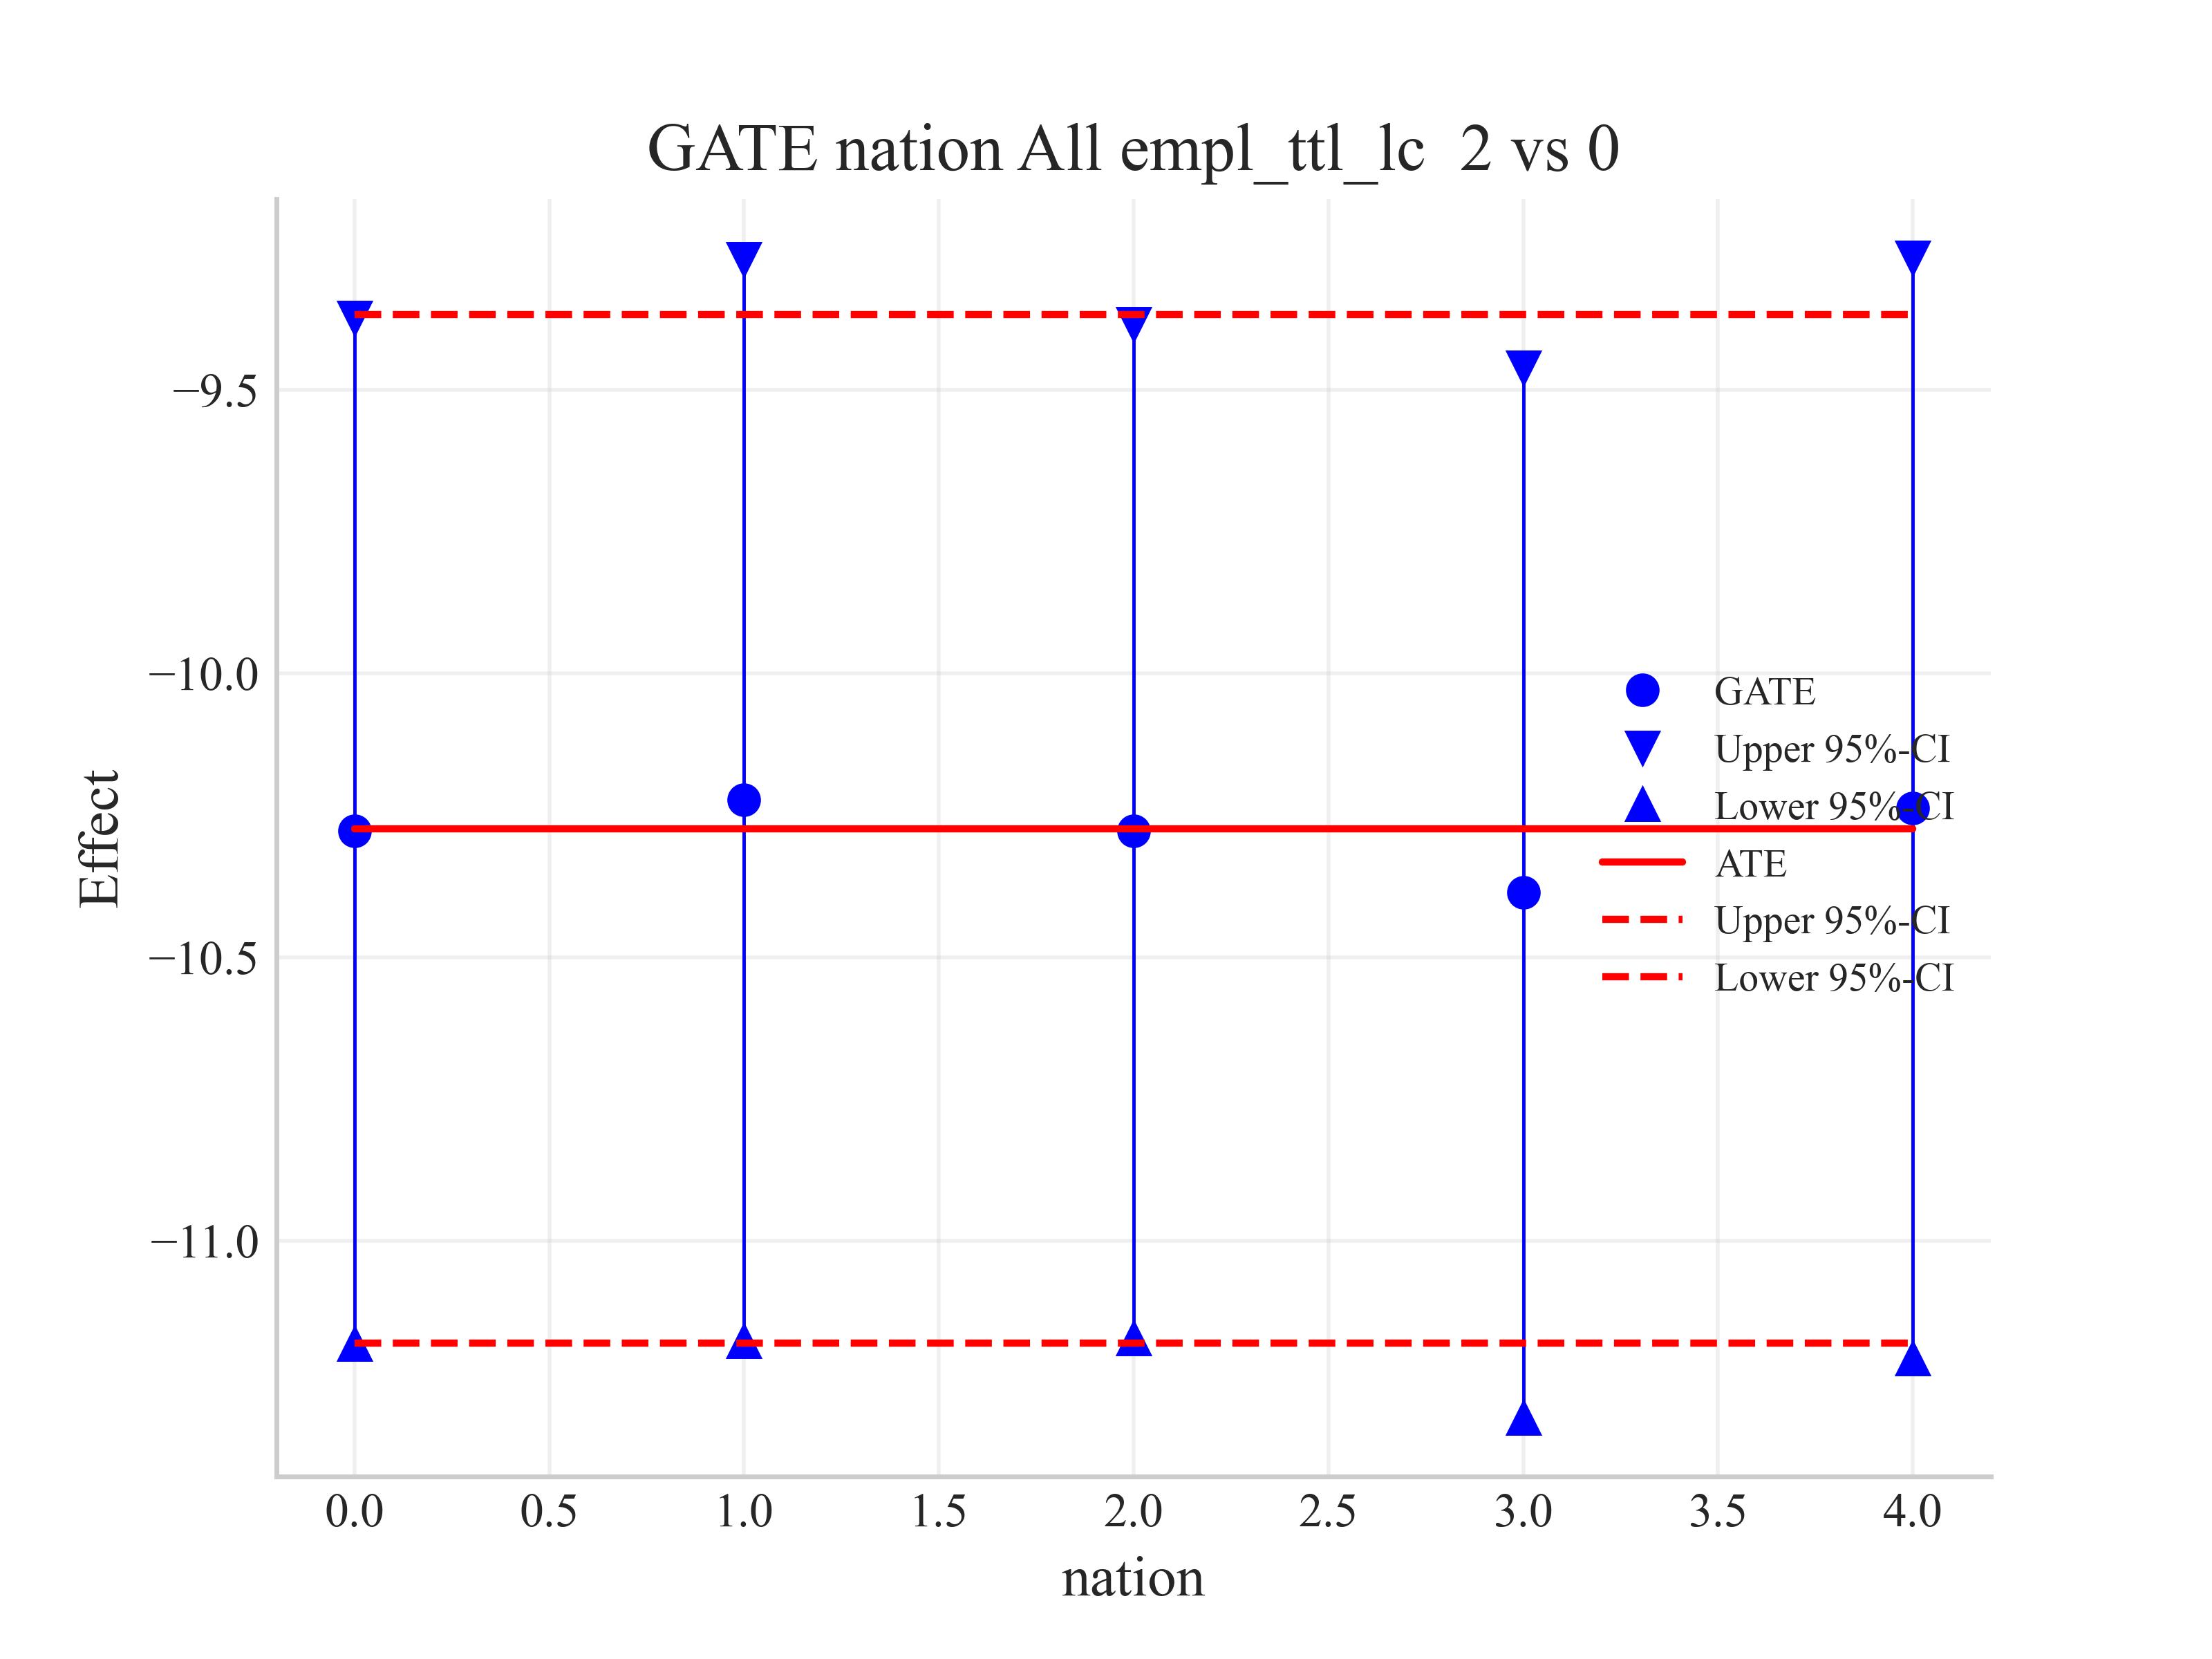 GATE nation All empl_ttl_lc  2 vs 0
Effect
−9.5
−10.0
−10.5
−11.0
GATE
Upper 95%-CI
Lower 95%-CI
ATE
Upper 95%-CI
Lower 95%-CI
0.0 0.5 1.0 1.5 2.0 2.5 3.0 3.5 4.0
nation